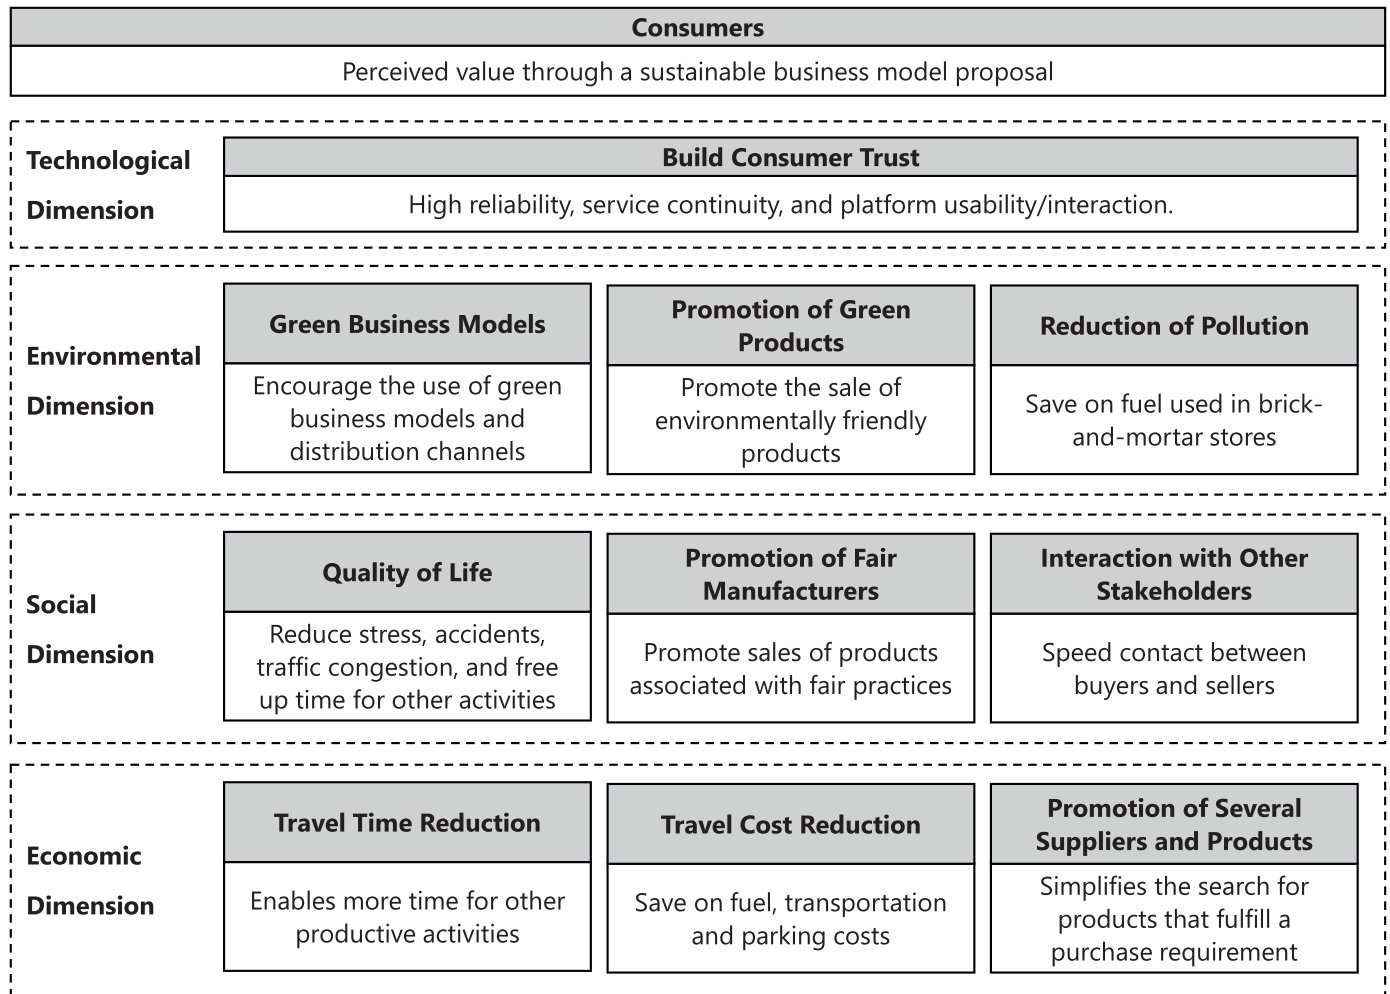 Consumers
Perceived value through a sustainable business model proposal
Technological
Dimension
Build Consumer Trust
High reliability, service continuity, and platform usability/interaction.
Environmental
Dimension
Green Business Models
Encourage the use of green
business models and
distribution channels
Promotion of Green
Products
Promote the sale of
environmentally friendly
products
Reduction of Pollution
Save on fuel used in brick-
and-mortar stores
Social
Dimension
Quality of Life
Reduce stress, accidents,
traffic congestion, and free
up time for other activities
Promotion of Fair
Manufacturers
Promote sales of products
associated with fair practices
Interaction with Other
Stakeholders
Speed contact between
buyers and sellers
Economic
Dimension
Travel Time Reduction
Enables more time for other
productive activities
Travel Cost Reduction
Save on fuel, transportation
and parking costs
Promotion of Several
Suppliers and Products
Simplifies the search for
products that fulfill a
purchase requirement